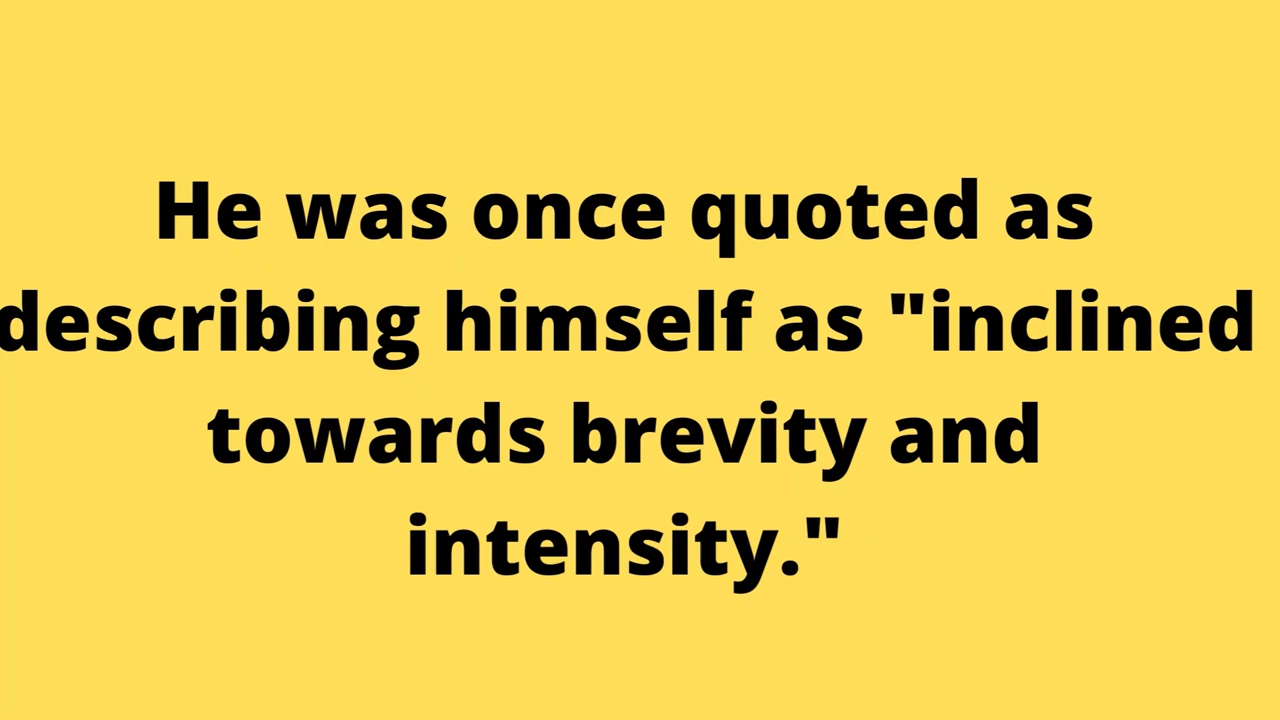 He was once quoted as
describing himself as "inclined
towards brevity and
intensity."